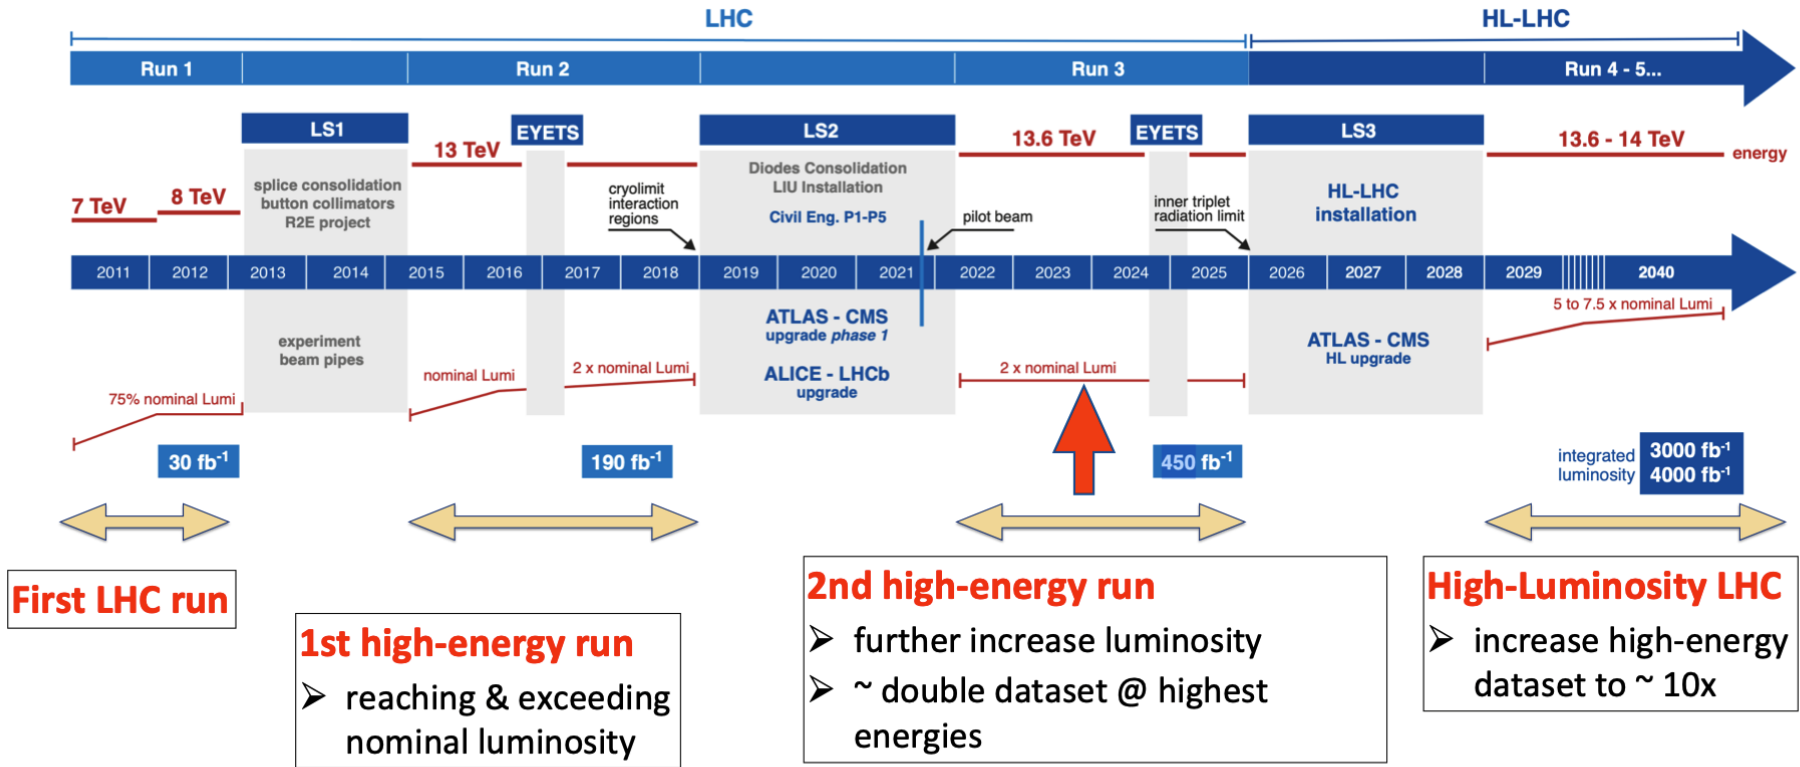 LHC
HL-LHC
Run 1
Run 2
Run 3
Run 4 - 5...
LS1
EYETS
LS2
EYETS
LS3
13 TeV
13.6 TeV
13.6 - 14 TeV
energy
7 TeV
8 TeV
splice consolidation
button collimators
R2E project
cryolimit
interaction
regions
Diodes Consolidation
LIU Installation
Civil Eng. P1-P5
pilot beam
inner triplet
radiation limit
HL-LHC
installation
2011
2012
2013
2014
2015
2016
2017
2018
2019
2020
2021
2022
2023
2024
2025
2026
2027
2028
2029
2040
5 to 7.5 x nominal Lumi
experiment
beam pipes
ATLAS - CMS
upgrade phase 1
ALICE - LHCb
upgrade
ATLAS - CMS
HL upgrade
75% nominal Lumi
nominal Lumi
2 x nominal Lumi
2 x nominal Lumi
30 fb⁻¹
190 fb⁻¹
450 fb⁻¹
integrated
luminosity
3000 fb⁻¹
4000 fb⁻¹
First LHC run
1st high-energy run
➢ reaching & exceeding
nominal luminosity
2nd high-energy run
➢ further increase luminosity
➢ ~ double dataset @ highest
energies
High-Luminosity LHC
➢ increase high-energy
dataset to ~ 10x